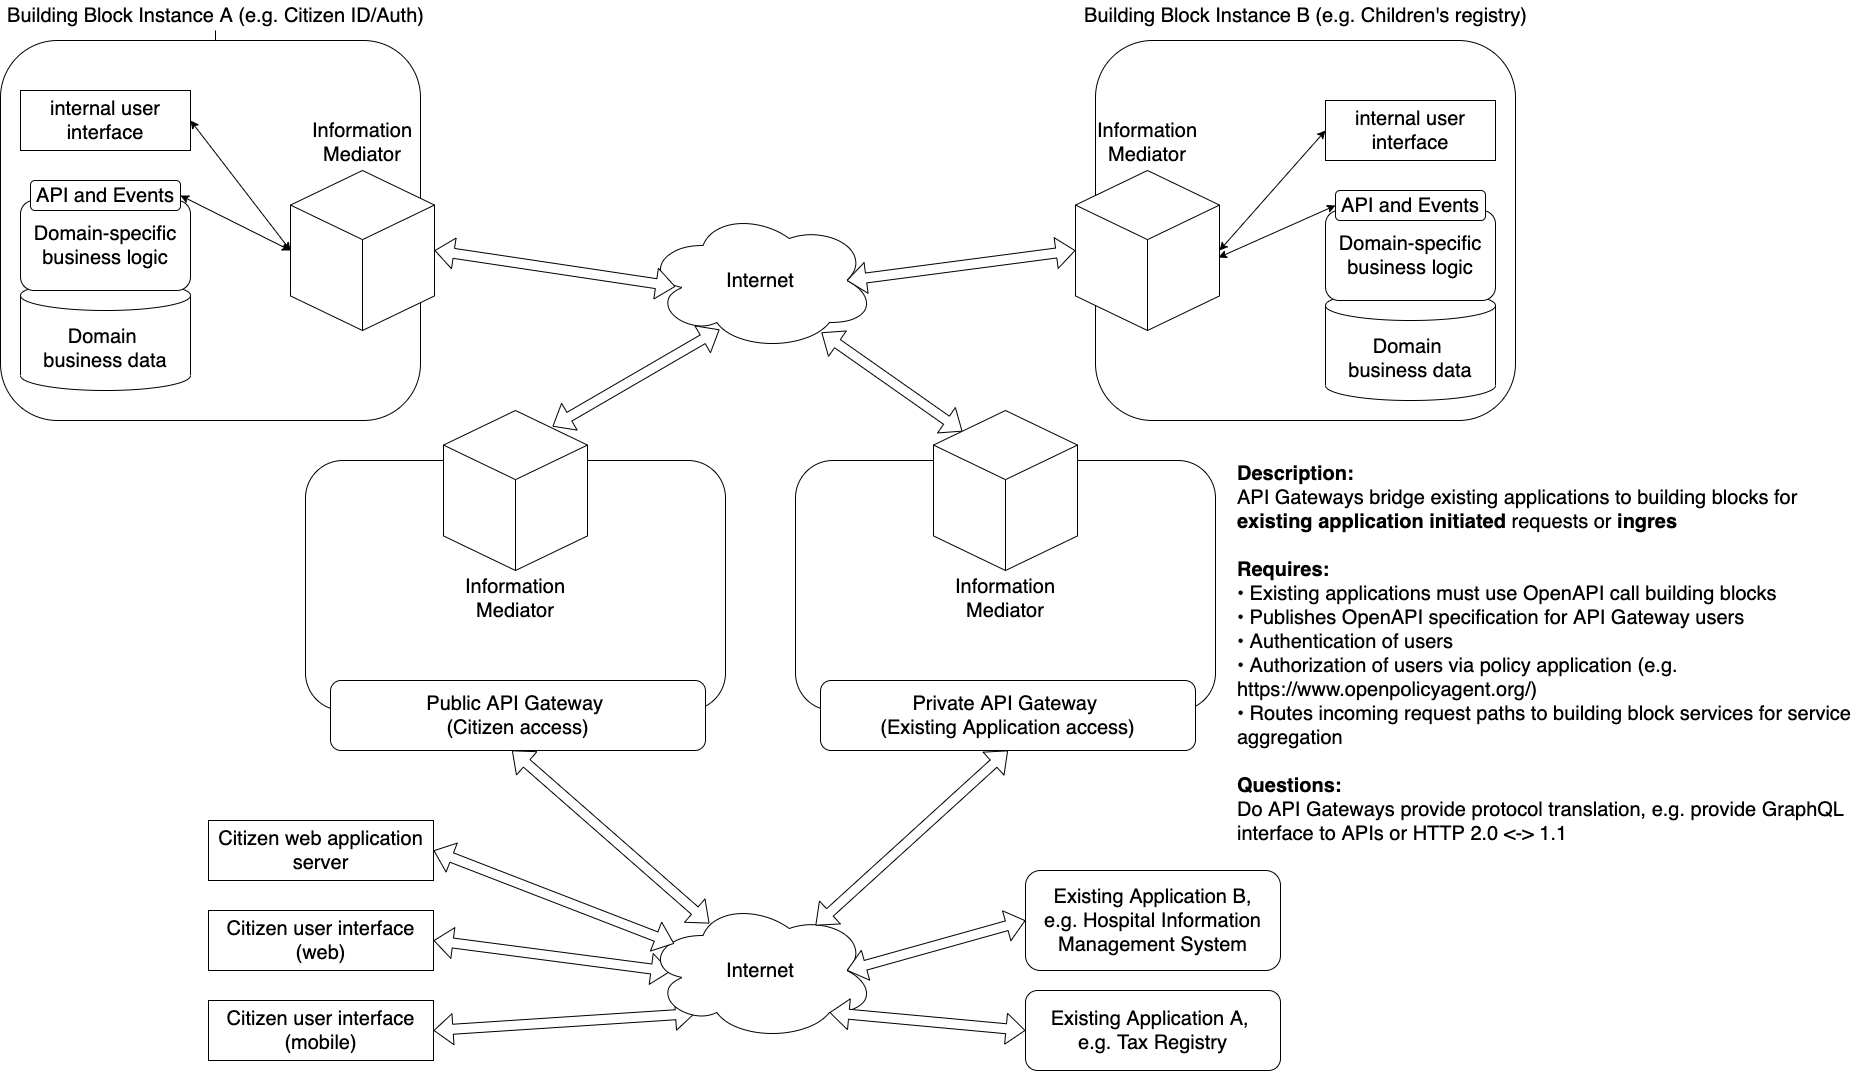 Building Block Instance A (e.g. Citizen ID/Auth)
Building Block Instance B (e.g. Children's registry)
internal user
interface
Information
Mediator
API and Events
Domain-specific
business logic
Domain
business data
Internet
Information
Mediator
internal user
interface
API and Events
Domain-specific
business logic
Domain
business data
Information
Mediator
Public API Gateway
(Citizen access)
Information
Mediator
Private API Gateway
(Existing Application access)
Description:
API Gateways bridge existing applications to building blocks for
existing application initiated requests or ingres
Requires:
• Existing applications must use OpenAPI call building blocks
• Publishes OpenAPI specification for API Gateway users
• Authentication of users
• Authorization of users via policy application (e.g.
https://www.openpolicyagent.org/)
• Routes incoming request paths to building block services for service
aggregation
Questions:
Do API Gateways provide protocol translation, e.g. provide GraphQL
interface to APIs or HTTP 2.0 <-> 1.1
Citizen web application
server
Citizen user interface
(web)
Citizen user interface
(mobile)
Internet
Existing Application B,
e.g. Hospital Information
Management System
Existing Application A,
e.g. Tax Registry